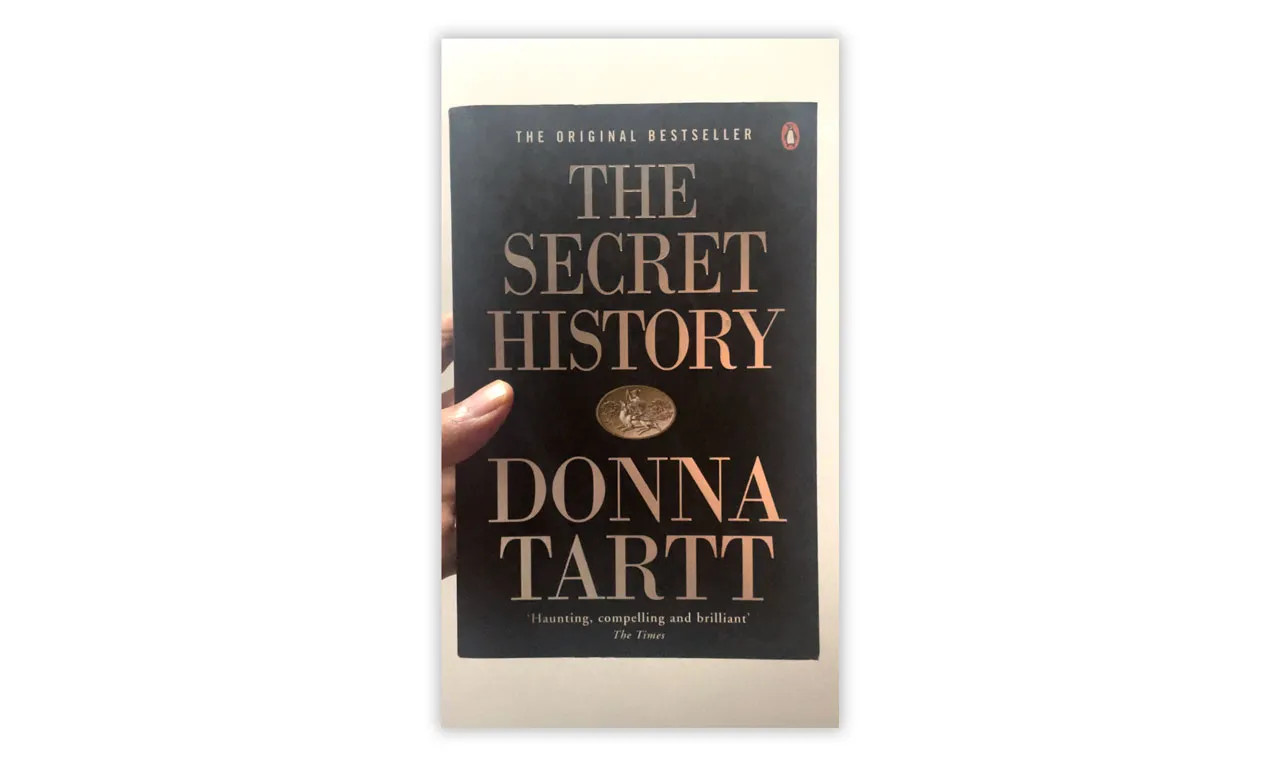 THE ORIGINAL BESTSELLER
THE
SECRET
HISTORY
DONNA
TARTT
'Haunting, compelling and brilliant'
The Times